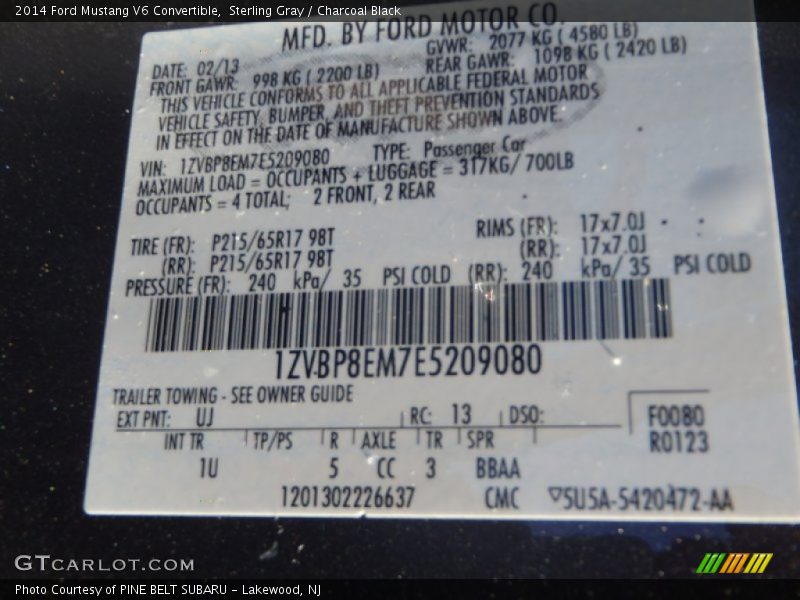 2014 Ford Mustang V6 Convertible, Sterling Gray / Charcoal Black
MFD. BY FORD MOTOR CO.
DATE: 02/13 GVWR: 2077 KG ( 4580 LB)
FRONT GAWR: 998 KG ( 2200 LB) REAR GAWR: 1098 KG ( 2420 LB)
THIS VEHICLE CONFORMS TO ALL APPLICABLE FEDERAL MOTOR
VEHICLE SAFETY, BUMPER, AND THEFT PREVENTION STANDARDS
IN EFFECT ON THE DATE OF MANUFACTURE SHOWN ABOVE.
VIN: 1ZVBP8EM7E5209080 TYPE: Passenger Car
MAXIMUM LOAD = OCCUPANTS + LUGGAGE = 317KG/ 700LB
OCCUPANTS = 4 TOTAL; 2 FRONT, 2 REAR
TIRE (FR): P215/65R17 98T RIMS (FR): 17x7.0J
(RR): P215/65R17 98T (RR): 17x7.0J
PRESSURE (FR): 240 kPa/ 35 PSI COLD (RR): 240 kPa/ 35 PSI COLD
1ZVBP8EM7E5209080
TRAILER TOWING - SEE OWNER GUIDE
EXT PNT: UJ RC: 13 DSO: F0080
INT TR TP/PS R AXLE TR SPR R0123
1U 5 CC 3 BBAA
1201302226637 CMC ▽5U5A-5420472-AA
GTCARLOT.COM
Photo Courtesy of PINE BELT SUBARU - Lakewood, NJ